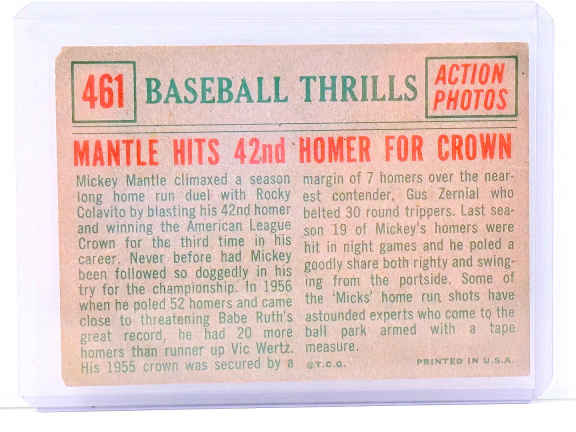 461
BASEBALL THRILLS
ACTION
PHOTOS
MANTLE HITS 42nd HOMER FOR CROWN
Mickey Mantle climaxed a season
long home run duel with Rocky
Colavito by blasting his 42nd homer
and winning the American League
Crown for the third time in his
career. Never before had Mickey
been followed so doggedly in his
try for the championship. In 1956
when he poled 52 homers and came
close to threatening Babe Ruth's
great record, he had 20 more
homers than runner up Vic Wertz.
His 1955 crown was secured by a
margin of 7 homers over the near-
est contender, Gus Zernial who
belted 30 round trippers. Last sea-
son 19 of Mickey's homers were
hit in night games and he poled a
goodly share both righty and swing-
ing from the portside. Some of
the 'Micks' home run shots have
astounded experts who come to the
ball park armed with a tape
measure.
©T.C.G. PRINTED IN U.S.A.